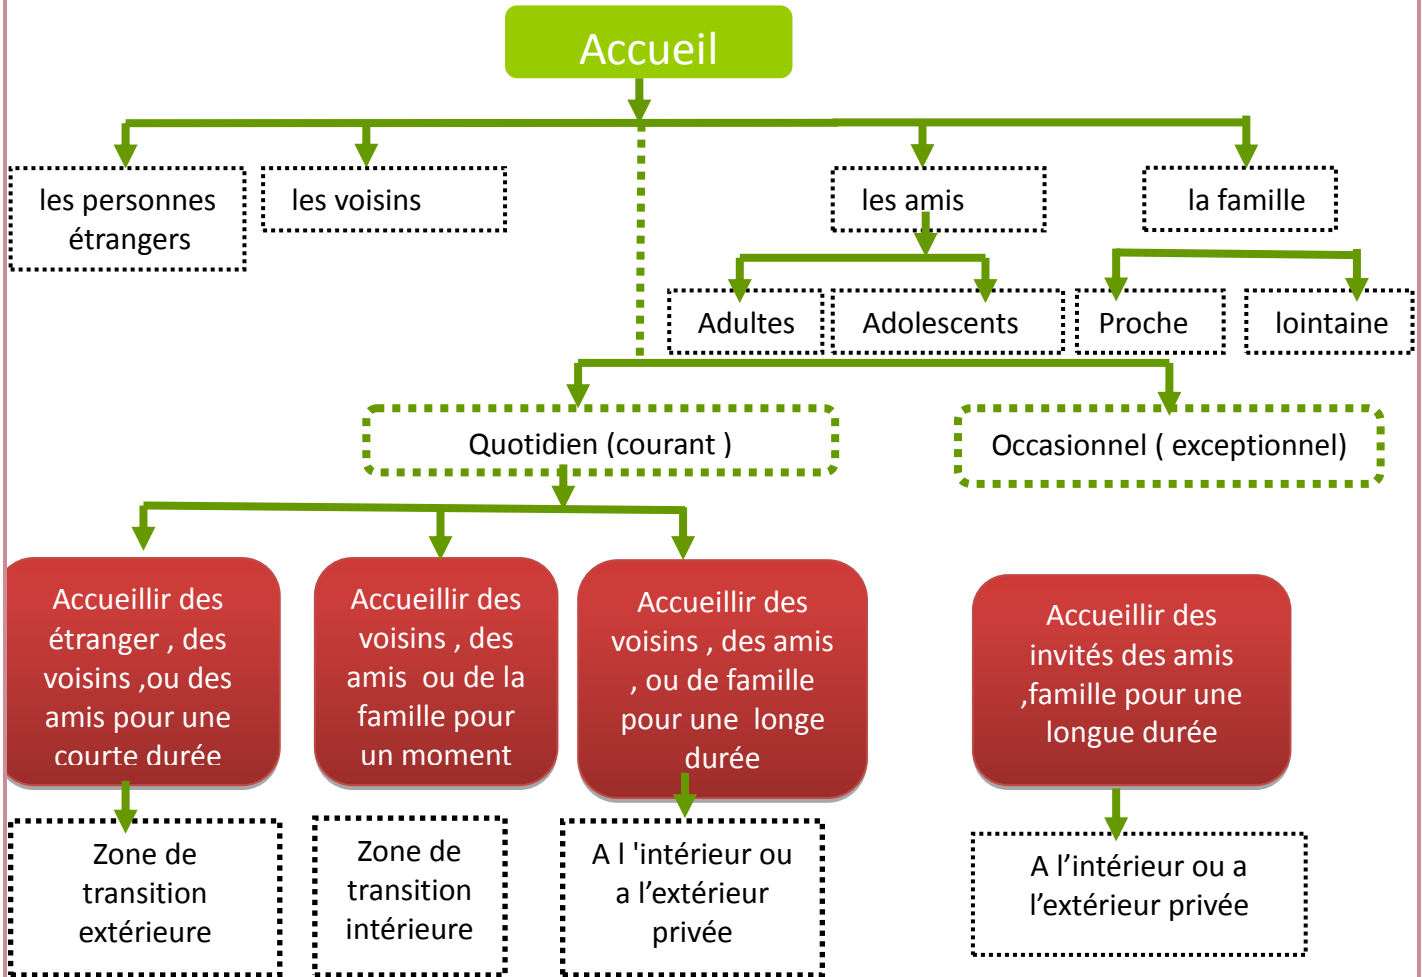 Accueil
les personnes
étrangers
les voisins
les amis
la famille
Adultes
Adolescents
Proche
lointaine
Quotidien (courant )
Occasionnel ( exceptionnel)
Accueillir des
étranger , des
voisins ,ou des
amis pour une
courte durée
Accueillir des
voisins , des
amis ou de la
famille pour
un moment
Accueillir des
voisins , des amis
, ou de famille
pour une longe
durée
Accueillir des
invités des amis
,famille pour une
longue durée
Zone de
transition
extérieure
Zone de
transition
intérieure
A l 'intérieur ou
a l’extérieur
privée
A l’intérieur ou a
l’extérieur privée